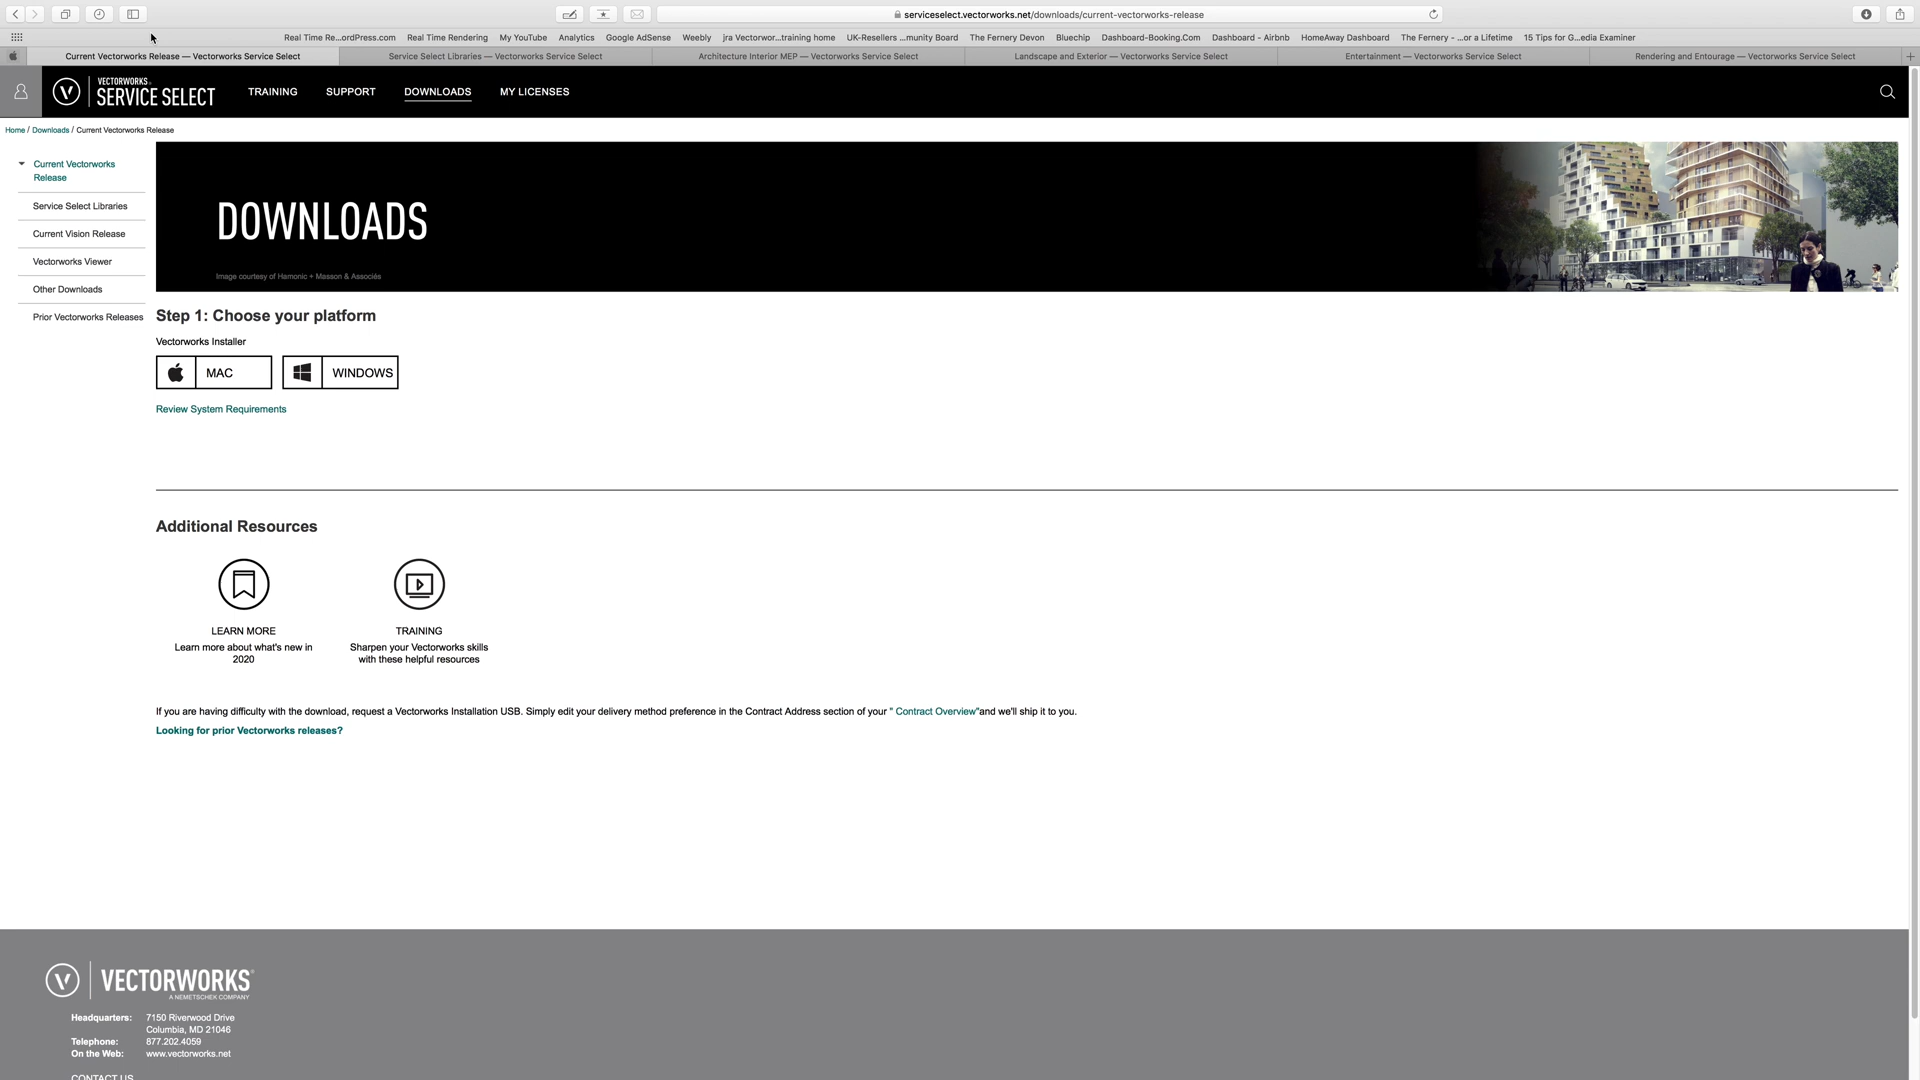 serviceselect.vectorworks.net/downloads/current-vectorworks-release
Real Time Re...ordPress.com Real Time Rendering My YouTube Analytics Google AdSense Weebly jra Vectorwor...training home UK-Resellers ...munity Board The Fernery Devon Bluechip Dashboard-Booking.Com Dashboard - Airbnb HomeAway Dashboard The Fernery - ...or a Lifetime 15 Tips for G...edia Examiner
Current Vectorworks Release — Vectorworks Service Select Service Select Libraries — Vectorworks Service Select Architecture Interior MEP — Vectorworks Service Select Landscape and Exterior — Vectorworks Service Select Entertainment — Vectorworks Service Select Rendering and Entourage — Vectorworks Service Select
VECTORWORKS®
SERVICE SELECT
TRAINING SUPPORT DOWNLOADS MY LICENSES
Home / Downloads / Current Vectorworks Release
Current Vectorworks
Release
Service Select Libraries
Current Vision Release
Vectorworks Viewer
Other Downloads
Prior Vectorworks Releases
DOWNLOADS
Image courtesy of Hamonic + Masson & Associés
Step 1: Choose your platform
Vectorworks Installer
MAC WINDOWS
Review System Requirements
Additional Resources
LEARN MORE
Learn more about what's new in
2020
TRAINING
Sharpen your Vectorworks skills
with these helpful resources
If you are having difficulty with the download, request a Vectorworks Installation USB. Simply edit your delivery method preference in the Contract Address section of your " Contract Overview"and we'll ship it to you.
Looking for prior Vectorworks releases?
VECTORWORKS®
A NEMETSCHEK COMPANY
Headquarters: 7150 Riverwood Drive
Columbia, MD 21046
Telephone: 877.202.4059
On the Web: www.vectorworks.net
CONTACT US